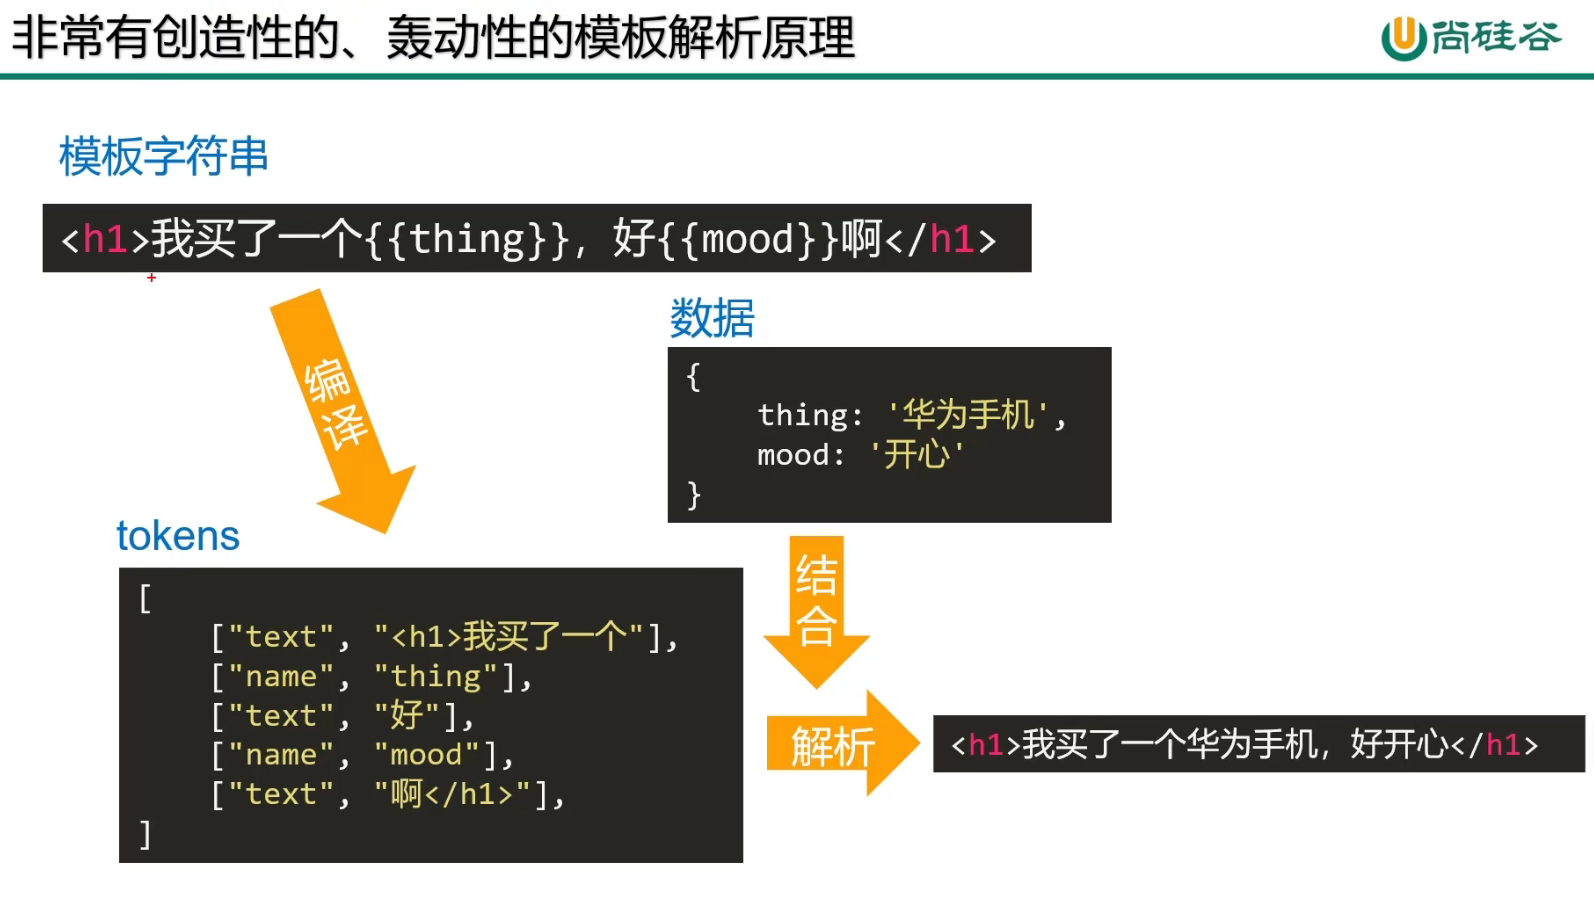 非常有创造性的、轰动性的模板解析原理
尚硅谷
模板字符串
<h1>我买了一个{{thing}}，好{{mood}}啊</h1>
编译
数据
{
thing: '华为手机',
mood: '开心'
}
tokens
[
["text", "<h1>我买了一个"],
["name", "thing"],
["text", "好"],
["name", "mood"],
["text", "啊</h1>"],
]
结合
解析
<h1>我买了一个华为手机，好开心</h1>